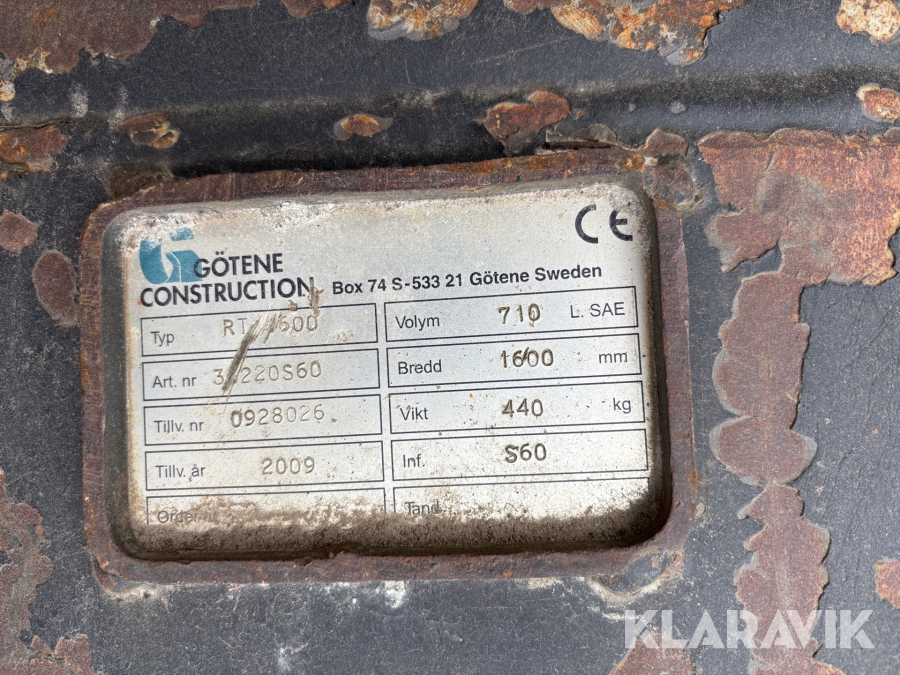 GÖTENE
CONSTRUCTION
Box 74 S-533 21 Götene Sweden
CE
Typ
Volym 710 L. SAE
Art. nr
Bredd 1600 mm
Tillv. nr 0928026
Vikt 440 kg
Tillv. år 2009
Inf. S60
Tand
KLARAVIK